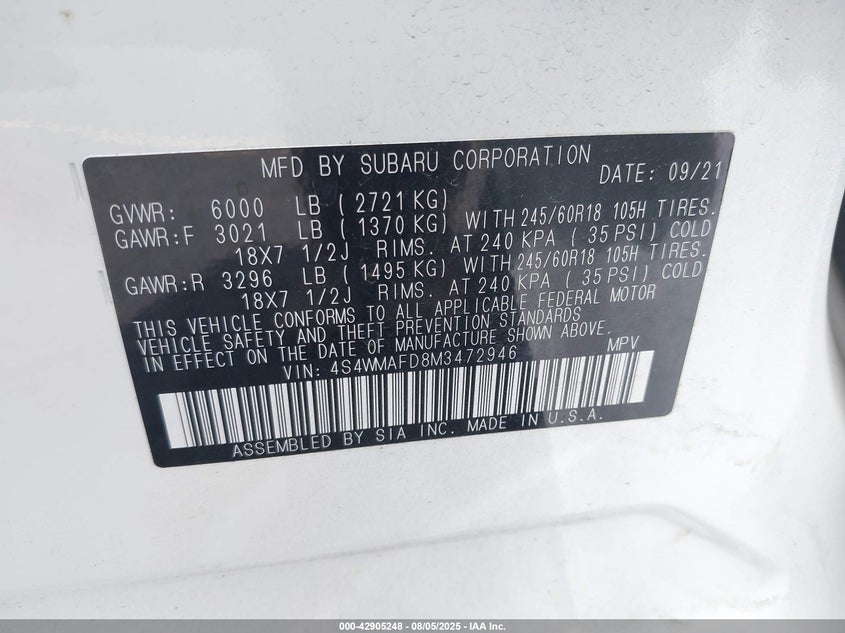 MFD BY SUBARU CORPORATION DATE: 09/21
GVWR: 6000 LB ( 2721 KG)
GAWR:F 3021 LB ( 1370 KG) WITH 245/60R18 105H TIRES.
18X7 1/2J RIMS. AT 240 KPA ( 35 PSI) COLD
GAWR:R 3296 LB ( 1495 KG) WITH 245/60R18 105H TIRES.
18X7 1/2J RIMS. AT 240 KPA ( 35 PSI) COLD
THIS VEHICLE CONFORMS TO ALL APPLICABLE FEDERAL MOTOR
VEHICLE SAFETY AND THEFT PREVENTION STANDARDS
IN EFFECT ON THE DATE OF MANUFACTURE SHOWN ABOVE.
VIN: 4S4WMAFD8M3472946 MPV
ASSEMBLED BY SIA INC. MADE IN U.S.A.
000-42905248 - 08/05/2025 - IAA Inc.